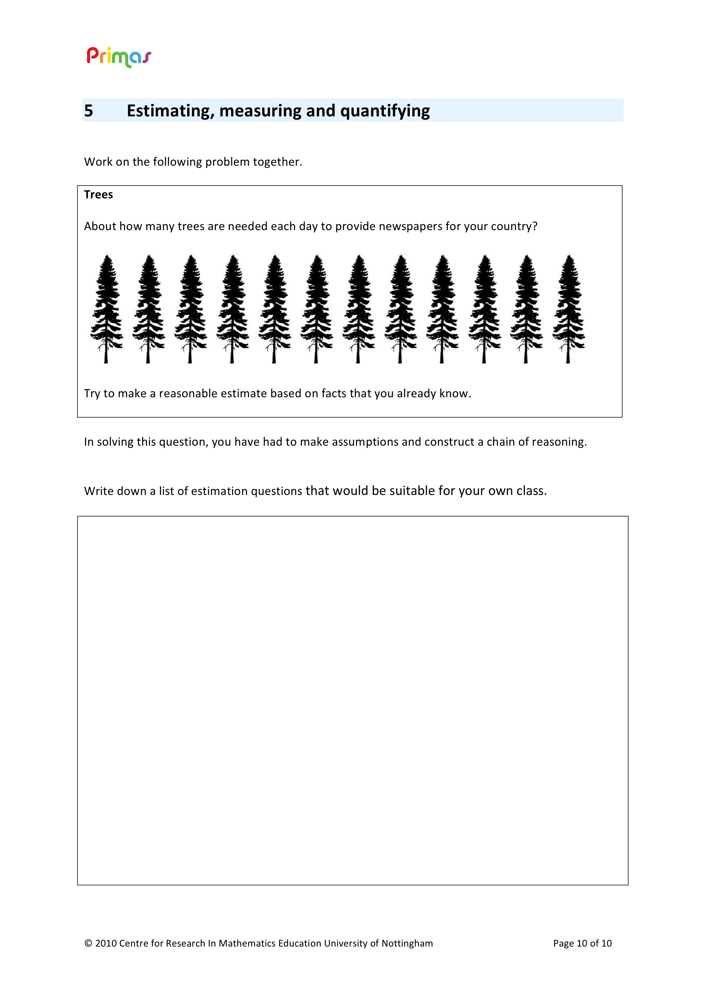 Primas
5 Estimating, measuring and quantifying
Work on the following problem together.
Trees
About how many trees are needed each day to provide newspapers for your country?
Try to make a reasonable estimate based on facts that you already know.
In solving this question, you have had to make assumptions and construct a chain of reasoning.
Write down a list of estimation questions that would be suitable for your own class.
© 2010 Centre for Research In Mathematics Education University of Nottingham Page 10 of 10